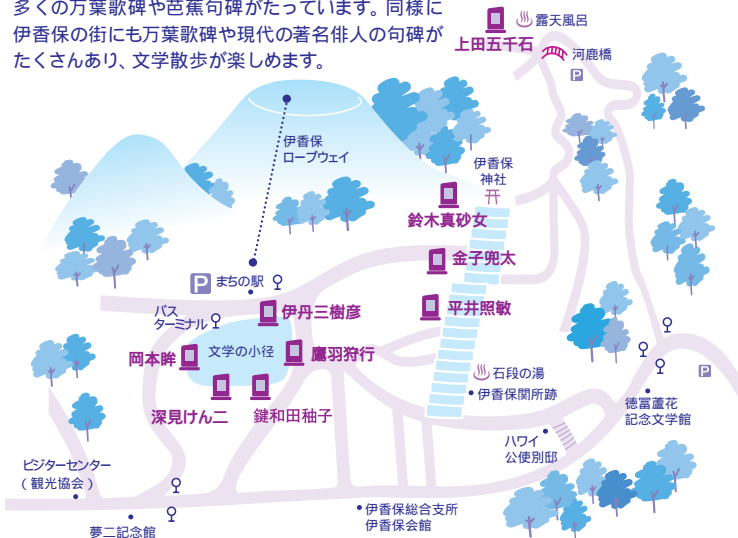 多くの万葉歌碑や芭蕉句碑がたっています。同様に
伊香保の街にも万葉歌碑や現代の著名俳人の句碑が
たくさんあり、文学散歩が楽しめます。
露天風呂
上田五千石
河鹿橋
P
伊香保
ロープウェイ
伊香保
神社
鈴木真砂女
金子兜太
P まちの駅
伊丹三樹彦
平井照敏
バス
ターミナル
文学の小径
岡本眸
鷹羽狩行
石段の湯
P
伊香保関所跡
深見けん二
鍵和田秞子
徳冨蘆花
記念文学館
ハワイ
公使別邸
ビジターセンター
(観光協会)
伊香保総合支所
伊香保会館
夢二記念館